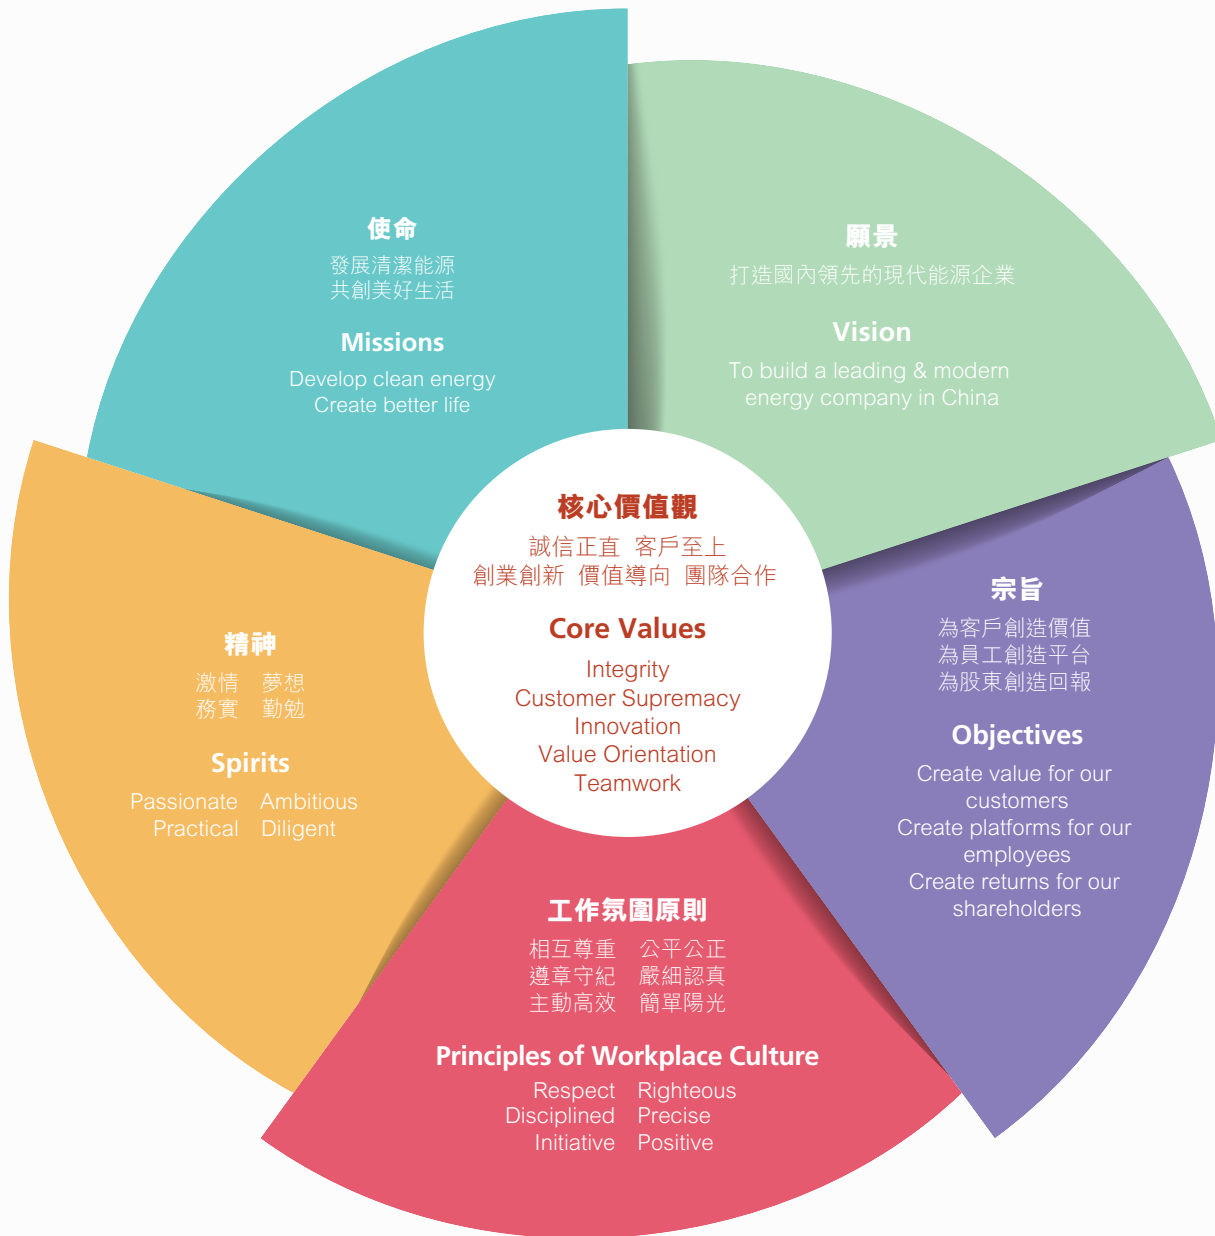 使命
發展清潔能源
共創美好生活
Missions
Develop clean energy
Create better life
願景
打造國內領先的現代能源企業
Vision
To build a leading & modern
energy company in China
核心價值觀
誠信正直 客戶至上
創業創新 價值導向 團隊合作
Core Values
Integrity
Customer Supremacy
Innovation
Value Orientation
Teamwork
宗旨
為客戶創造價值
為員工創造平台
為股東創造回報
Objectives
Create value for our
customers
Create platforms for our
employees
Create returns for our
shareholders
精神
激情 夢想
務實 勤勉
Spirits
Passionate Ambitious
Practical Diligent
工作氛圍原則
相互尊重 公平公正
遵章守紀 嚴細認真
主動高效 簡單陽光
Principles of Workplace Culture
Respect Righteous
Disciplined Precise
Initiative Positive